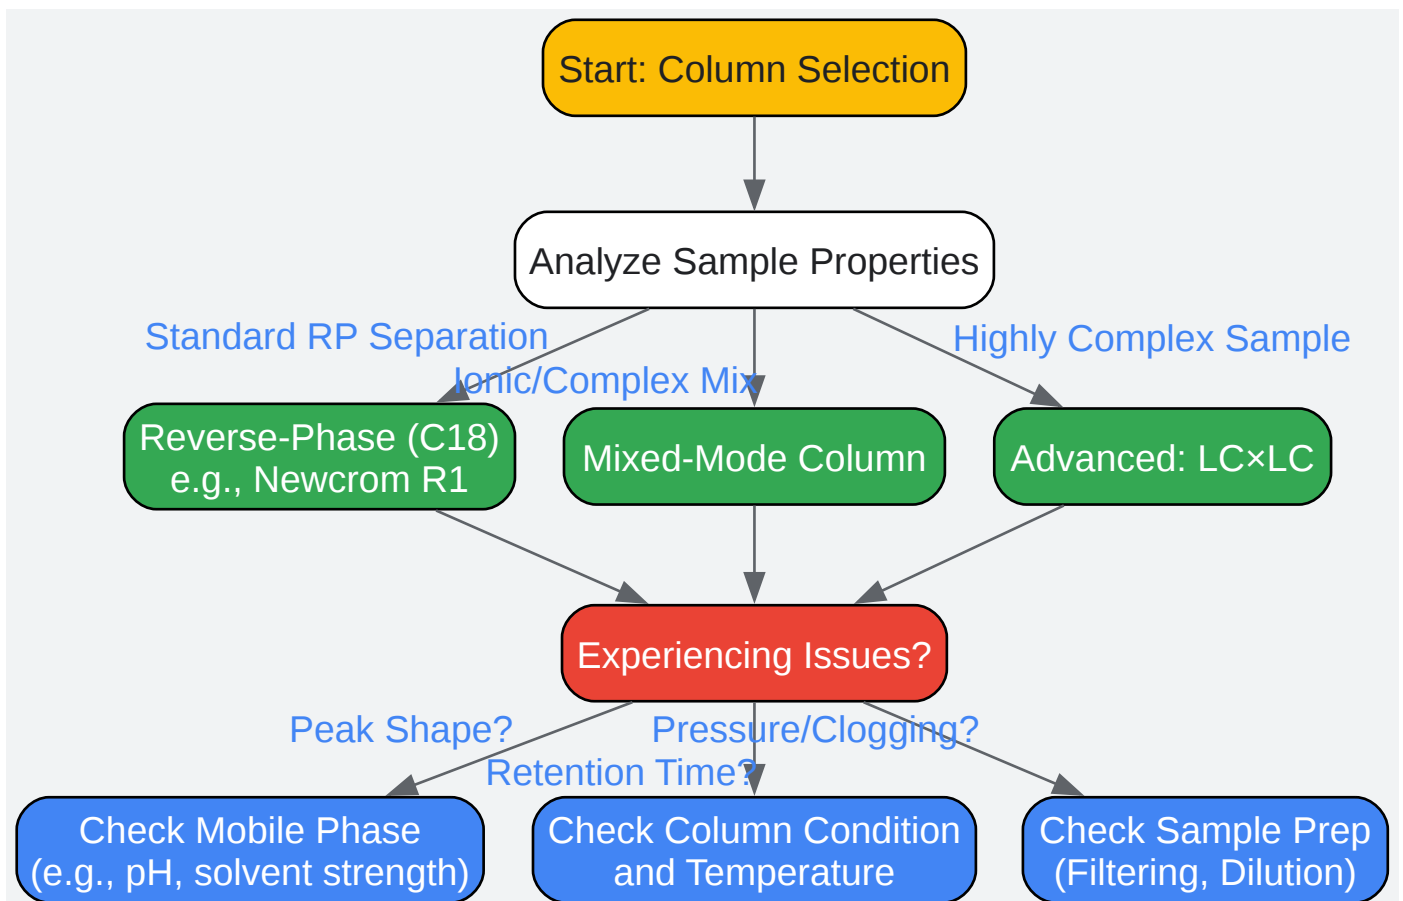 Start: Column Selection
Analyze Sample Properties
Standard RP Separation
Highly Complex Sample
Ionic/Complex Mix
Reverse-Phase (C18)
e.g., Newcrom R1
Mixed-Mode Column
Advanced: LC×LC
Experiencing Issues?
Peak Shape?
Pressure/Clogging?
Retention Time?
Check Mobile Phase
(e.g., pH, solvent strength)
Check Column Condition
and Temperature
Check Sample Prep
(Filtering, Dilution)